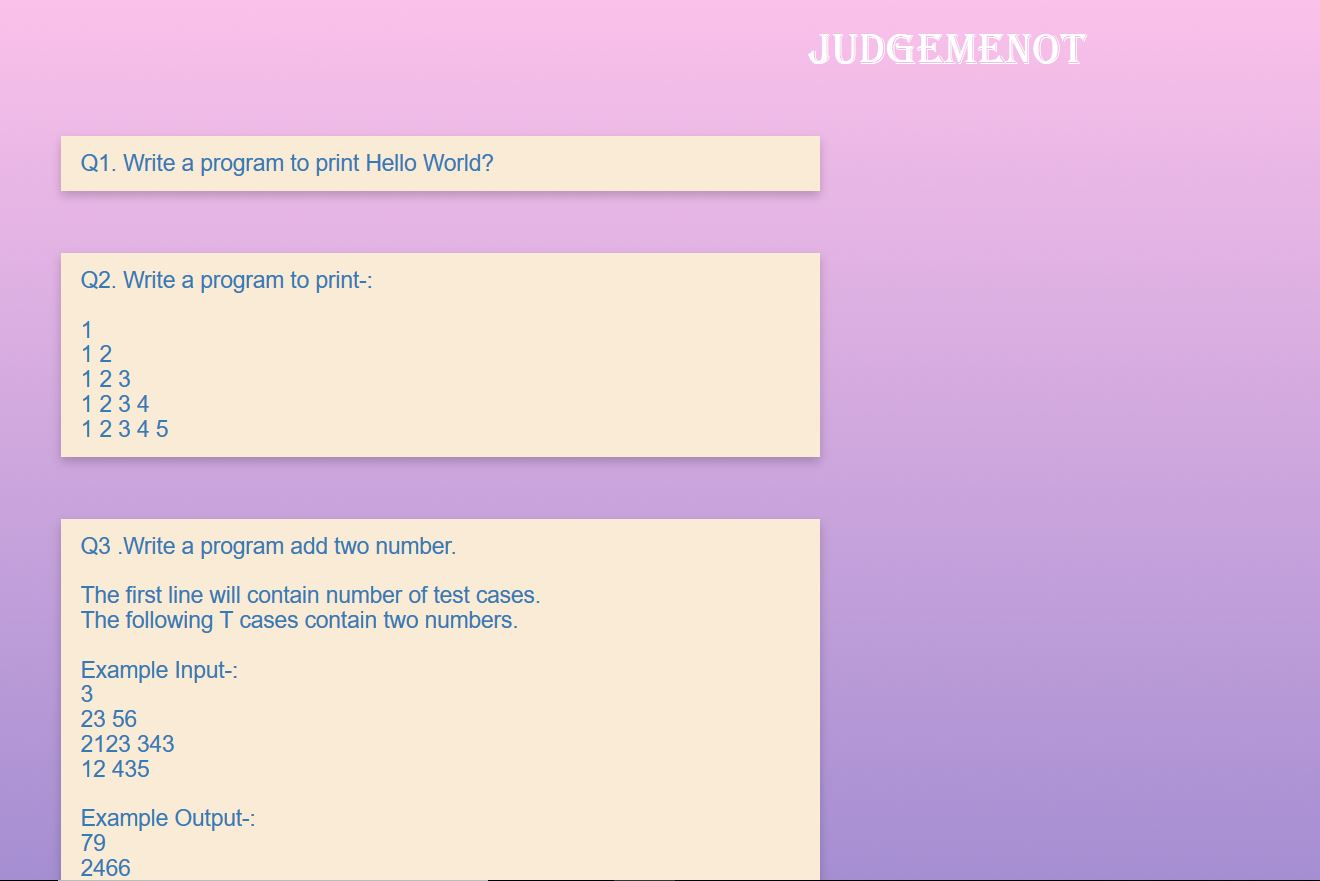 JUDGEMENOT
Q1. Write a program to print Hello World?
Q2. Write a program to print-:
1
1 2
1 2 3
1 2 3 4
1 2 3 4 5
Q3 .Write a program add two number.
The first line will contain number of test cases.
The following T cases contain two numbers.
Example Input-:
3
23 56
2123 343
12 435
Example Output-:
79
2466